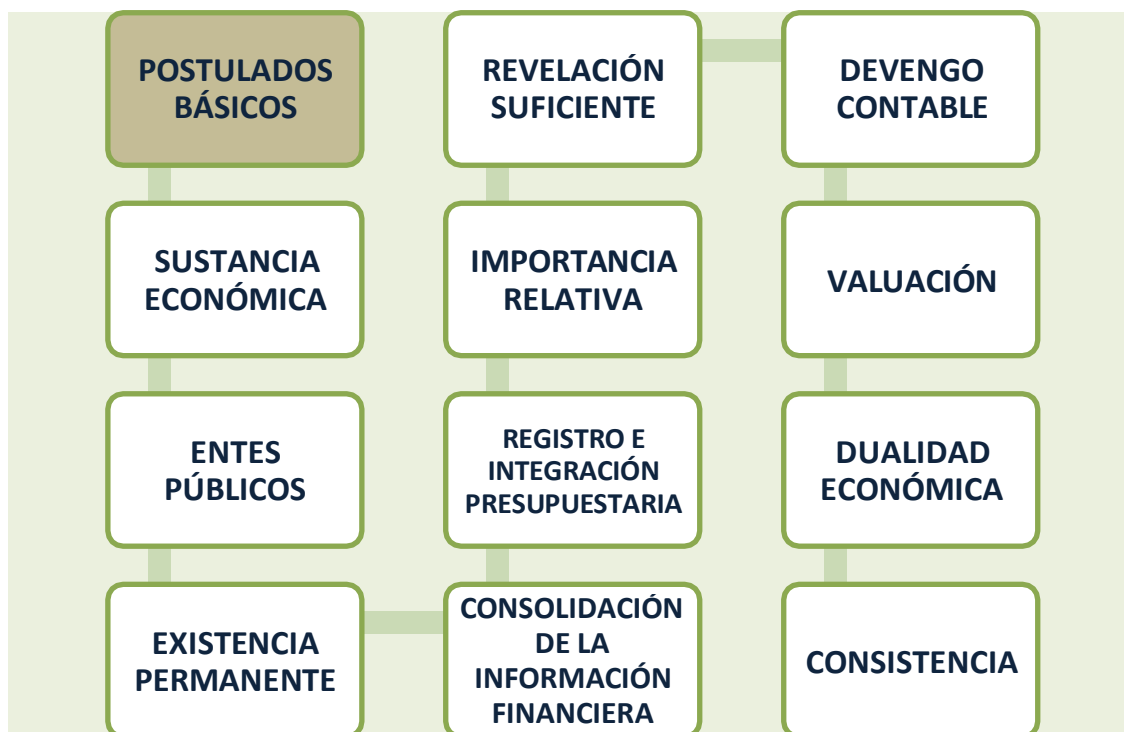 POSTULADOS
BÁSICOS
SUSTANCIA
ECONÓMICA
ENTES
PÚBLICOS
EXISTENCIA
PERMANENTE
CONSOLIDACIÓN
DE LA
INFORMACIÓN
FINANCIERA
REGISTRO E
INTEGRACIÓN
PRESUPUESTARIA
IMPORTANCIA
RELATIVA
REVELACIÓN
SUFICIENTE
DEVENGO
CONTABLE
VALUACIÓN
DUALIDAD
ECONÓMICA
CONSISTENCIA